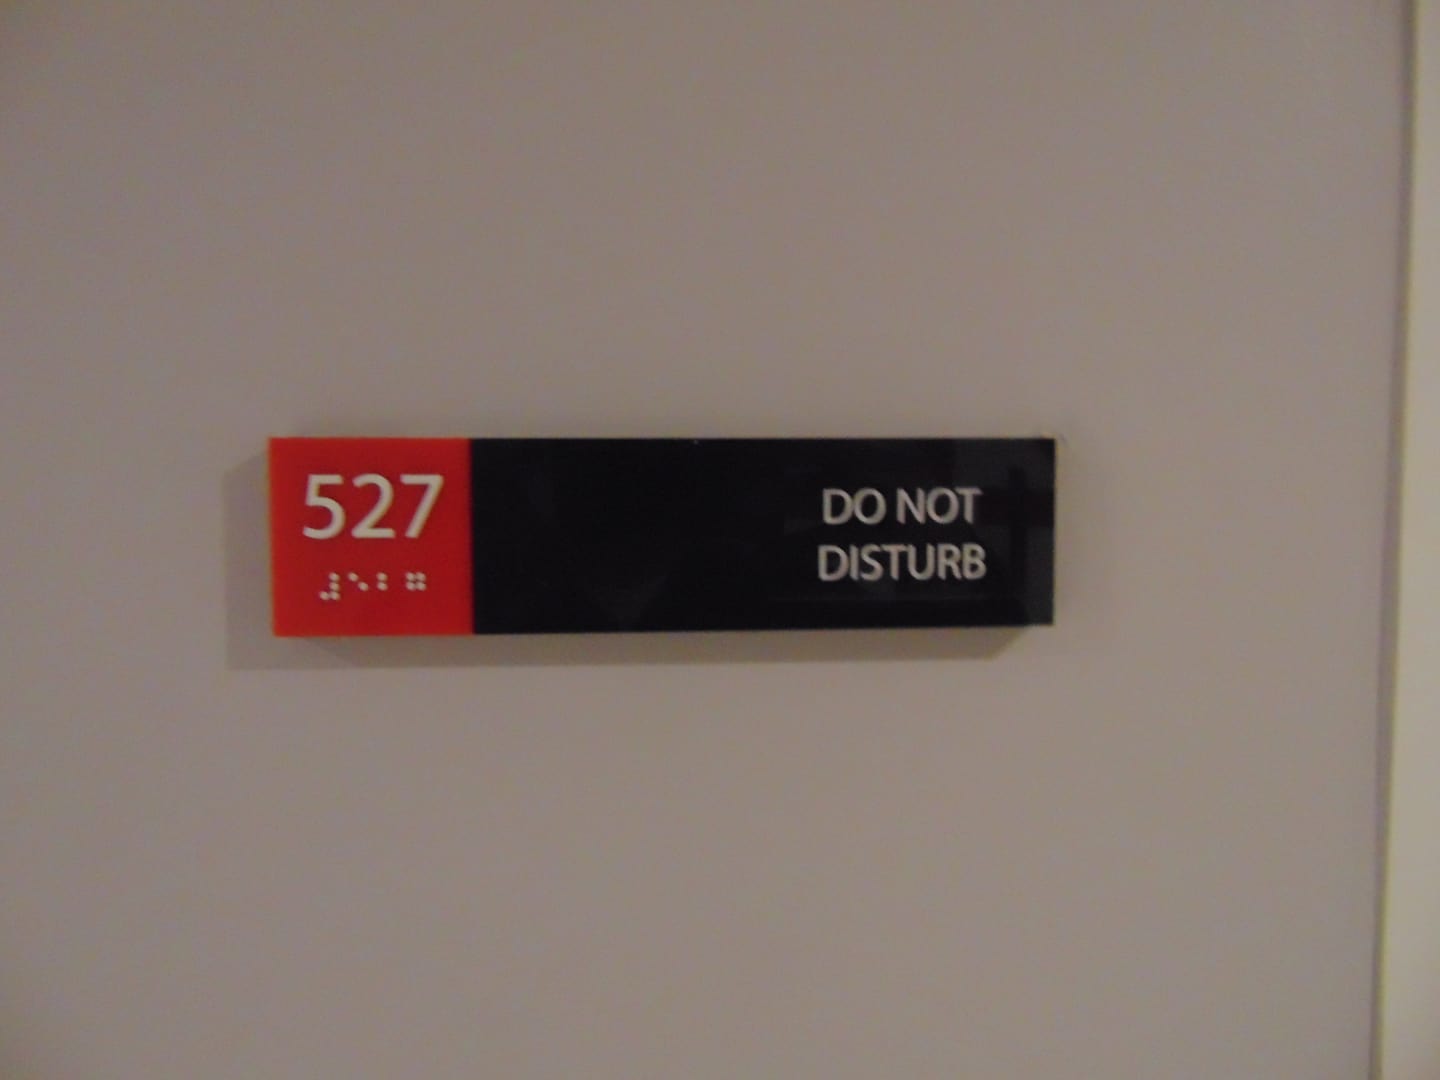 527
⠼⠑⠃⠛
DO NOT
DISTURB